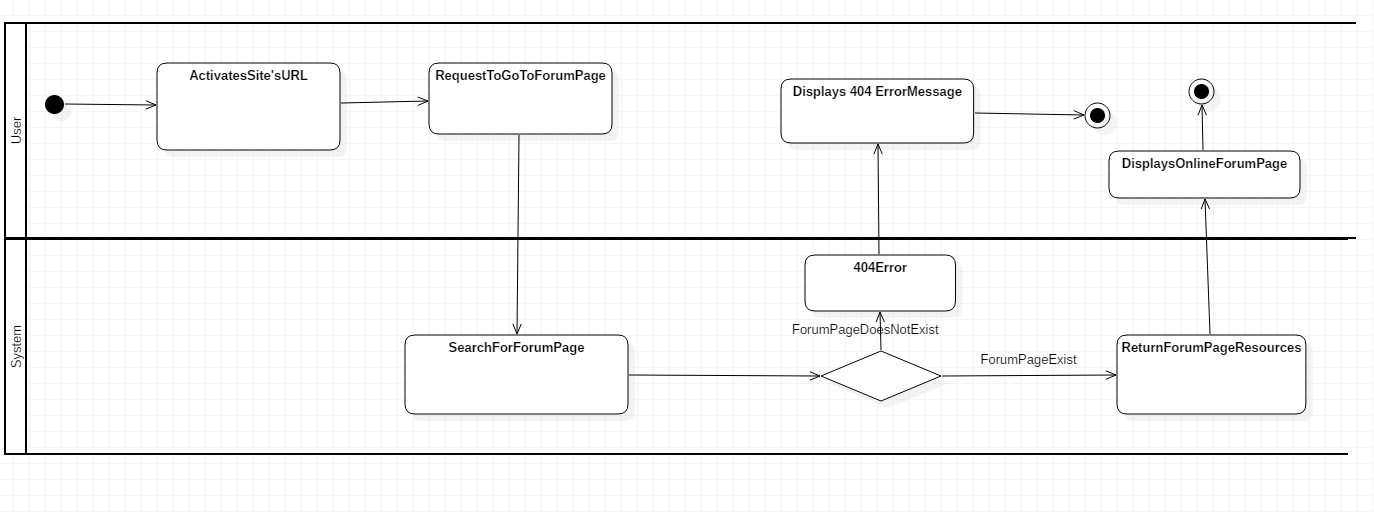 User
ActivatesSite'sURL
RequestToGoToForumPage
Displays 404 ErrorMessage
DisplaysOnlineForumPage
System
404Error
ForumPageDoesNotExist
SearchForForumPage
ForumPageExist
ReturnForumPageResources